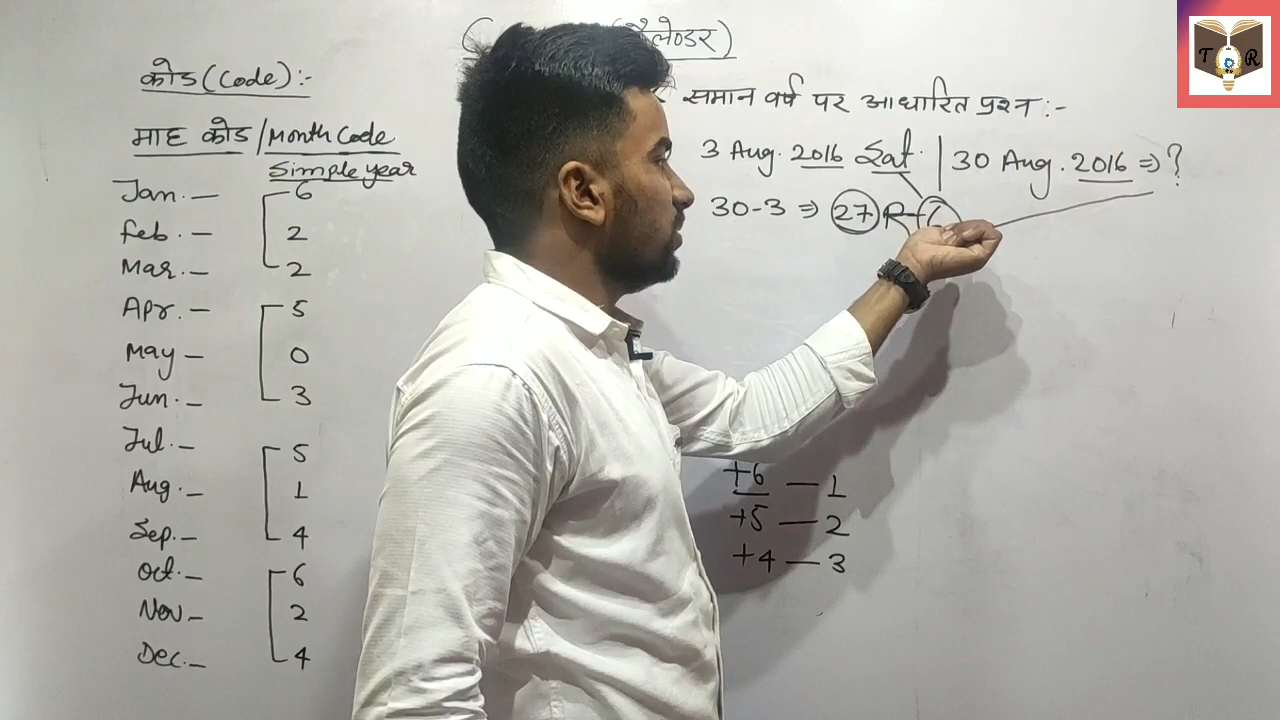 कैलेण्डर)
कोड (Code) :-
माह कोड / Month Code
Simple year
Jan. — 6
Feb. — 2
Mar. — 2
Apr. — 5
May — 0
Jun. — 3
Jul. — 5
Aug. — 1
Sep. — 4
Oct. — 6
Nov — 2
Dec. — 4
समान वर्ष पर आधारित प्रश्न :-
3 Aug. 2016 Sat. | 30 Aug. 2016 ⇒ ?
30-3 ⇒ 27 R-6
+6 — 1
+5 — 2
+4 — 3
T R